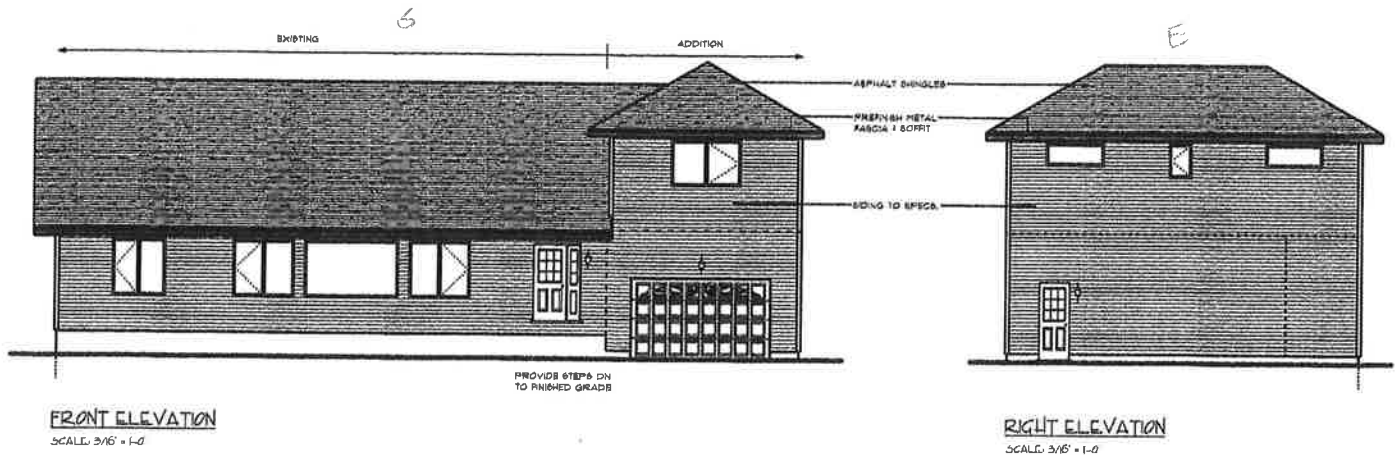 6
EXISTING
ADDITION
E
ASPHALT SHINGLES
PREFINISH METAL
FASCIA & SOFFIT
SIDING TO SPECS.
PROVIDE STEPS DN
TO FINISHED GRADE
FRONT ELEVATION
SCALE: 3/16" = 1-0
RIGHT ELEVATION
SCALE: 3/16" = 1-0